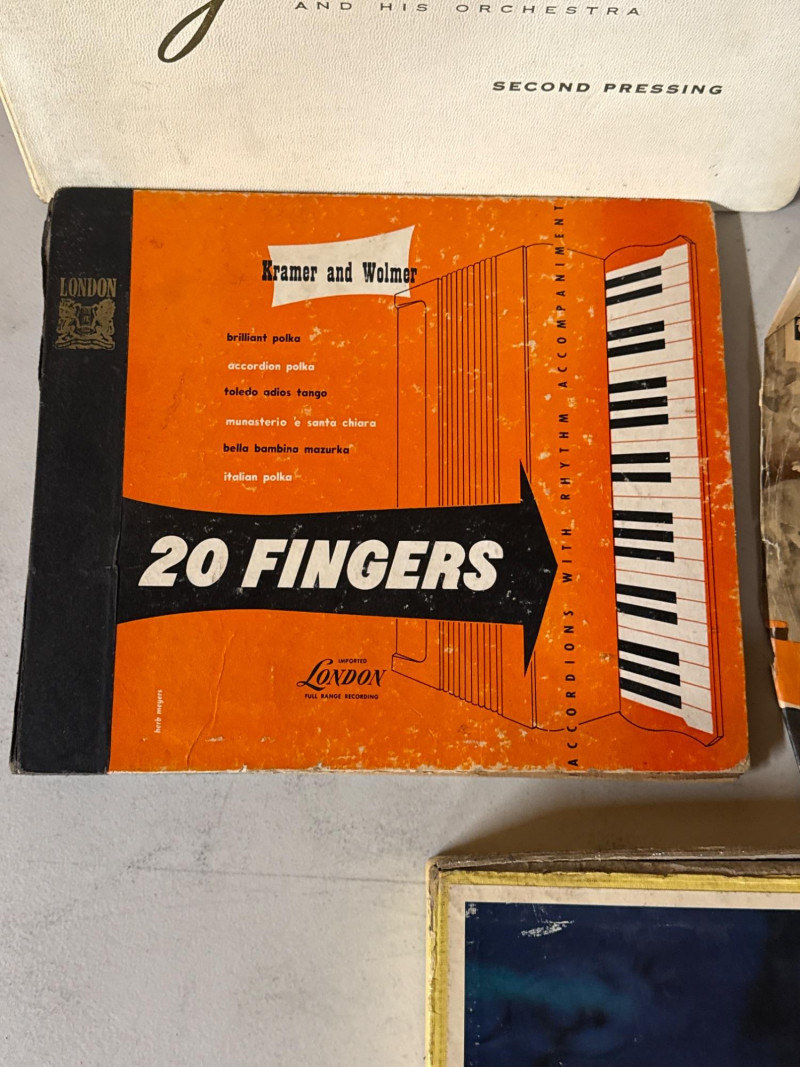 AND HIS ORCHESTRA
SECOND PRESSING
LONDON
Kramer and Wolmer
brilliant polka
accordion polka
toledo adios tango
munasterio 'e santa chiara
bella bambina mazurka
italian polka
20 FINGERS
ACCORDIONS WITH RHYTHM ACCOMPANIMENT
IMPORTED
LONDON
FULL RANGE RECORDING
herb meyers